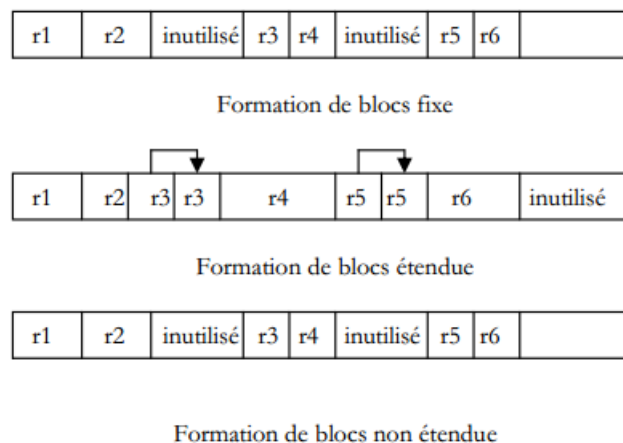 r1 r2 inutilisé r3 r4 inutilisé r5 r6
Formation de blocs fixe
r1 r2 r3 r3 r4 r5 r5 r6 inutilisé
Formation de blocs étendue
r1 r2 inutilisé r3 r4 inutilisé r5 r6
Formation de blocs non étendue